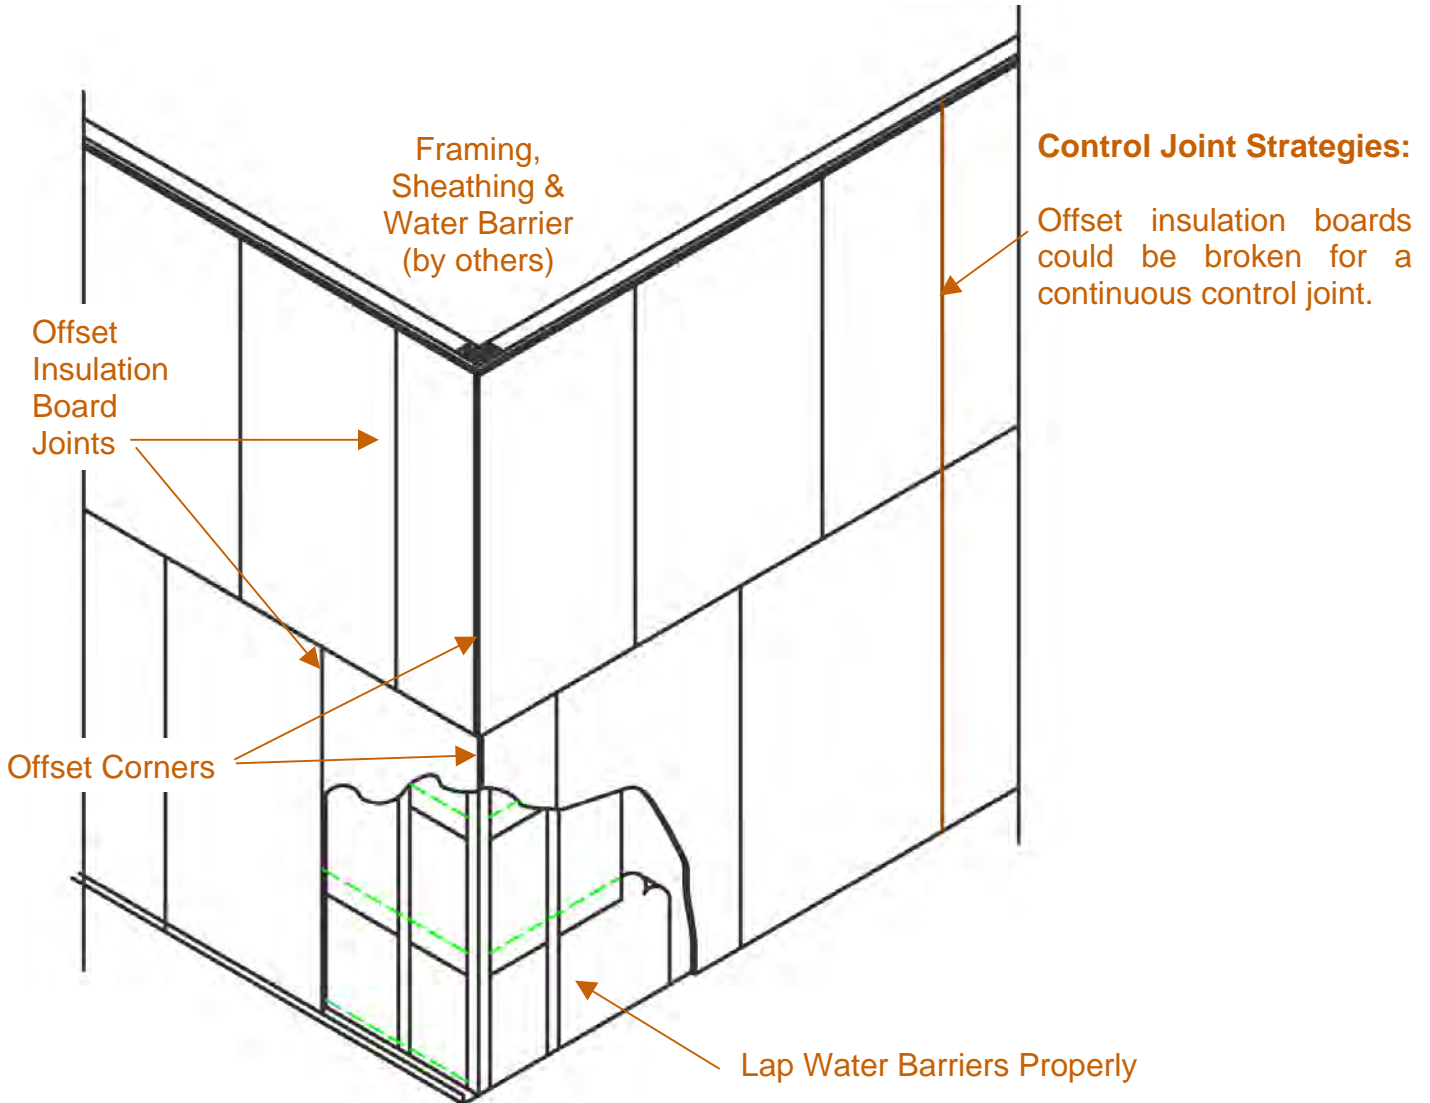 Framing,
Sheathing &
Water Barrier
(by others)
Control Joint Strategies:
Offset insulation boards
could be broken for a
continuous control joint.
Offset
Insulation
Board
Joints
Offset Corners
Lap Water Barriers Properly